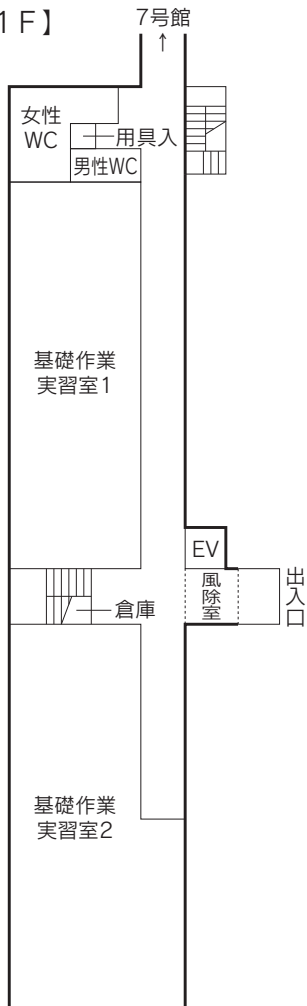 1F】
7号館
↑
女性
WC
用具入
男性WC
基礎作業
実習室1
EV
風除室
出入口
倉庫
基礎作業
実習室2